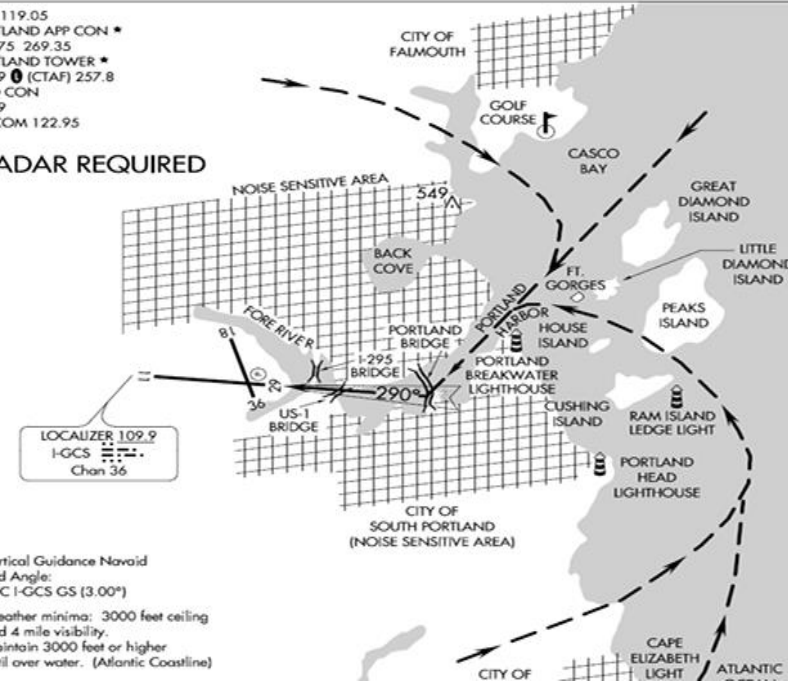 119.05
TLAND APP CON ★
75 269.35
TLAND TOWER ★
9 L (CTAF) 257.8
CON
9
COM 122.95
ADAR REQUIRED
CITY OF
FALMOUTH
GOLF
COURSE
CASCO
BAY
NOISE SENSITIVE AREA
549
GREAT
DIAMOND
ISLAND
LITTLE
DIAMOND
ISLAND
BACK
COVE
FT.
GORGES
PEAKS
ISLAND
PORTLAND
HARBOR
HOUSE
ISLAND
FORE RIVER
PORTLAND
BRIDGE
18
I-295
BRIDGE
PORTLAND
BREAKWATER
LIGHTHOUSE
29
290°
36
US-1
BRIDGE
CUSHING
ISLAND
RAM ISLAND
LEDGE LIGHT
LOCALIZER 109.9
I-GCS
Chan 36
PORTLAND
HEAD
LIGHTHOUSE
CITY OF
SOUTH PORTLAND
(NOISE SENSITIVE AREA)
rtical Guidance Navaid
d Angle:
C I-GCS GS (3.00°)
eather minima: 3000 feet ceiling
d 4 mile visibility.
aintain 3000 feet or higher
til over water. (Atlantic Coastline)
CITY OF
CAPE
ELIZABETH
LIGHT
ATLANTIC